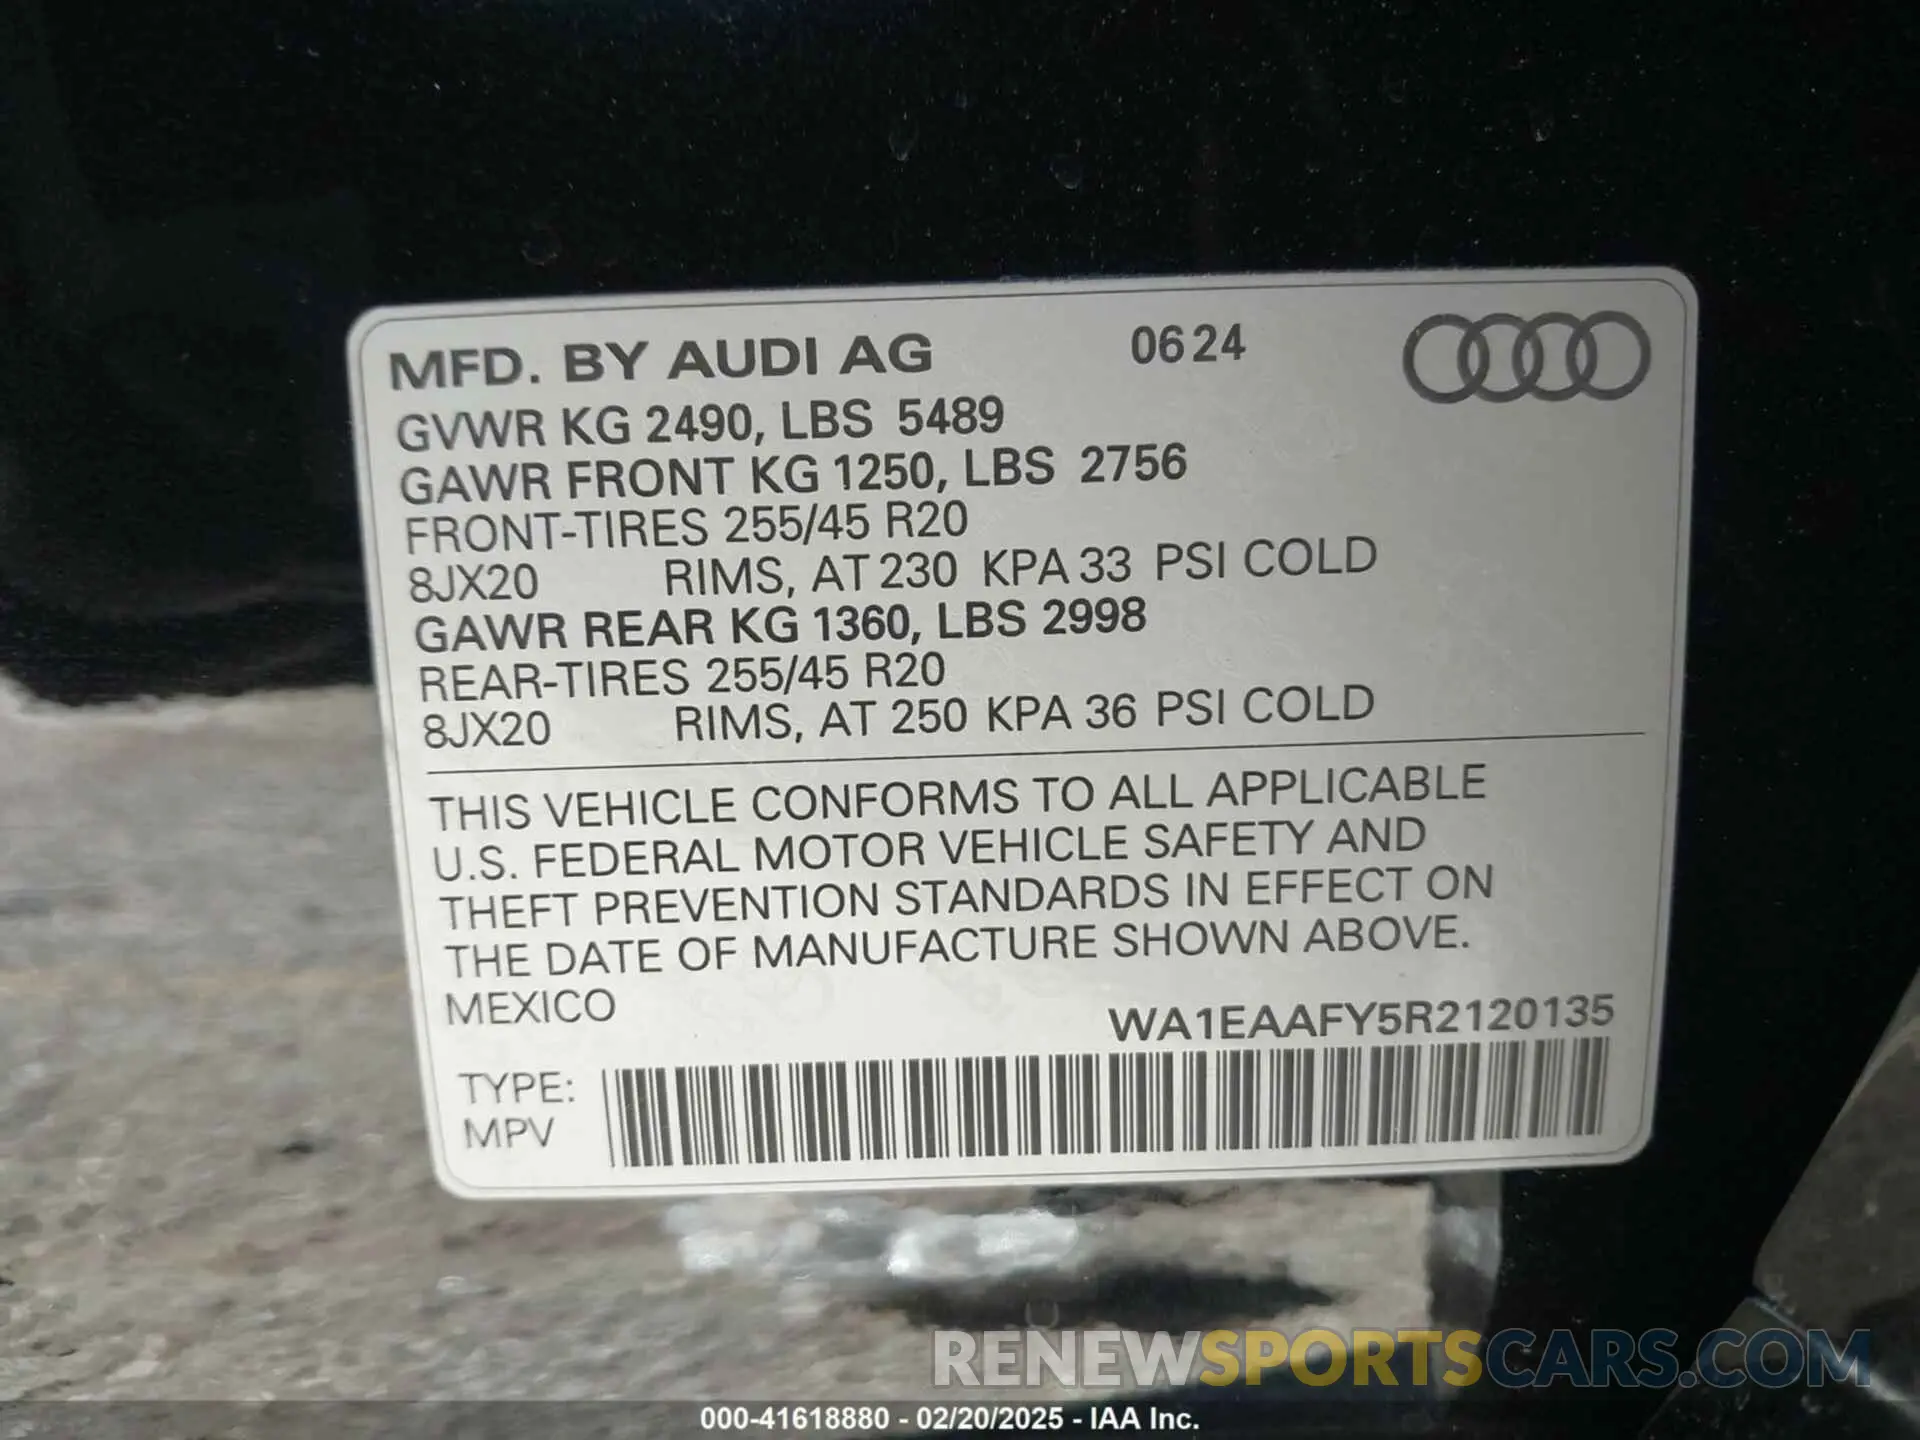 MFD. BY AUDI AG 06 24
GVWR KG 2490, LBS 5489
GAWR FRONT KG 1250, LBS 2756
FRONT-TIRES 255/45 R20
8JX20 RIMS, AT 230 KPA 33 PSI COLD
GAWR REAR KG 1360, LBS 2998
REAR-TIRES 255/45 R20
8JX20 RIMS, AT 250 KPA 36 PSI COLD
THIS VEHICLE CONFORMS TO ALL APPLICABLE
U.S. FEDERAL MOTOR VEHICLE SAFETY AND
THEFT PREVENTION STANDARDS IN EFFECT ON
THE DATE OF MANUFACTURE SHOWN ABOVE.
MEXICO
WA1EAAFY5R2120135
TYPE:
MPV
RENEWSPORTSCARS.COM
000-41618880 - 02/20/2025 - IAA Inc.